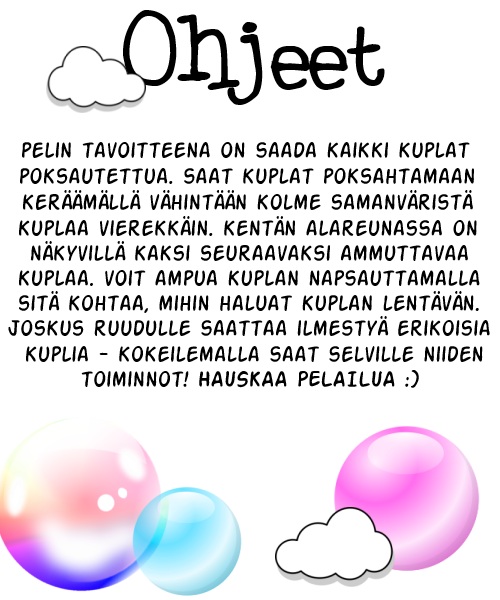 Ohjeet
PELIN TAVOITTEENA ON SAADA KAIKKI KUPLAT
POKSAUTETTUA. SAAT KUPLAT POKSAHTAMAAN
KERÄÄMÄLLÄ VÄHINTÄÄN KOLME SAMANVÄRISTÄ
KUPLAA VIEREKKÄIN. KENTÄN ALAREUNASSA ON
NÄKYVILLÄ KAKSI SEURAAVAKSI AMMUTTAVAA
KUPLAA. VOIT AMPUA KUPLAN NAPSAUTTAMALLA
SITÄ KOHTAA, MIHIN HALUAT KUPLAN LENTÄVÄN.
JOSKUS RUUDULLE SAATTAA ILMESTYÄ ERIKOISIA
KUPLIA - KOKEILEMALLA SAAT SELVILLE NIIDEN
TOIMINNOT! HAUSKAA PELAILUA :)